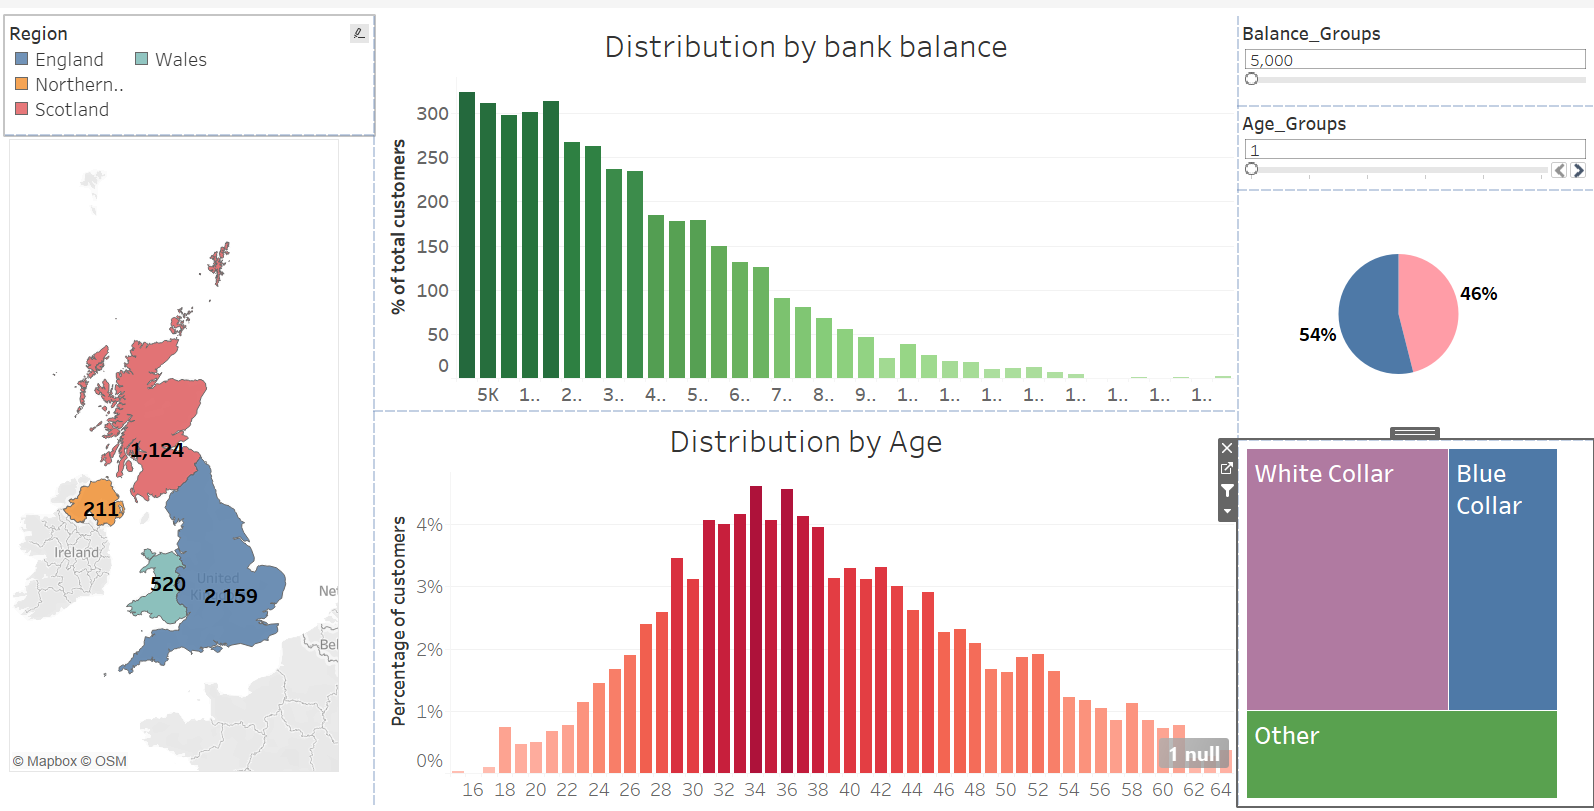 Region
England
Wales
Northern..
Scotland
1,124
211
Ireland
United
520
2,159
Net
Bel
© Mapbox © OSM
Distribution by bank balance
% of total customers
300
250
200
150
100
50
0
5K 1.. 2.. 3.. 4.. 5.. 6.. 7.. 8.. 9.. 1.. 1.. 1.. 1.. 1.. 1.. 1.. 1..
Distribution by Age
Percentage of customers
4%
3%
2%
1%
0%
1 null
16 18 20 22 24 26 28 30 32 34 36 38 40 42 44 46 48 50 52 54 56 58 60 62 64
Balance_Groups
5,000
Age_Groups
1
46%
54%
White Collar
Blue
Collar
Other